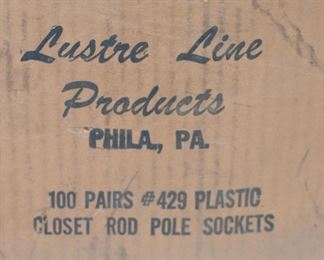 Lustre Line
Products
PHILA., PA.
100 PAIRS #429 PLASTIC
CLOSET ROD POLE SOCKETS